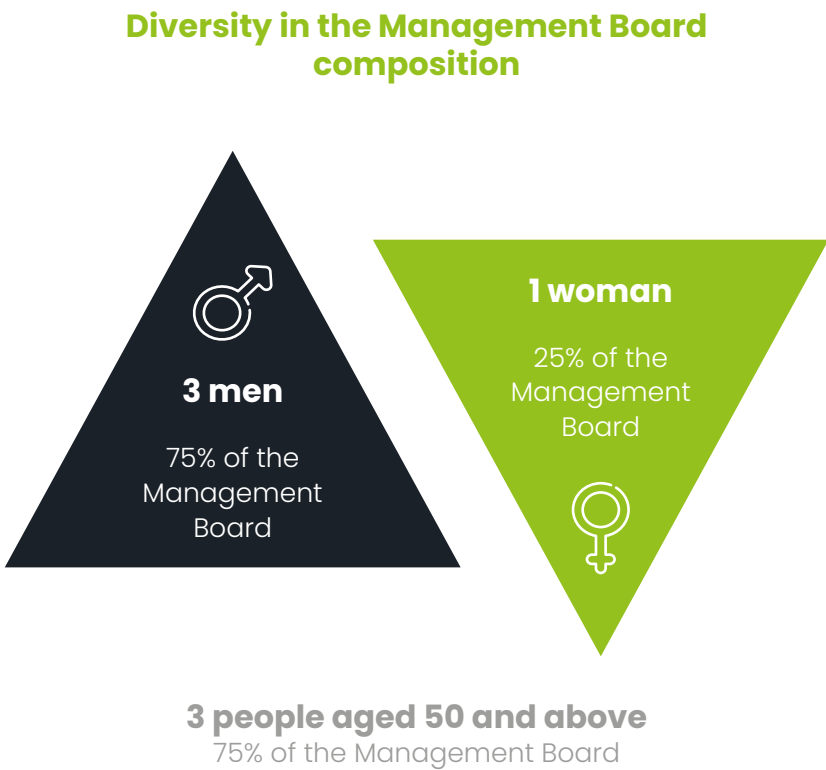 Diversity in the Management Board
composition
3 men
75% of the
Management
Board
1 woman
25% of the
Management
Board
3 people aged 50 and above
75% of the Management Board